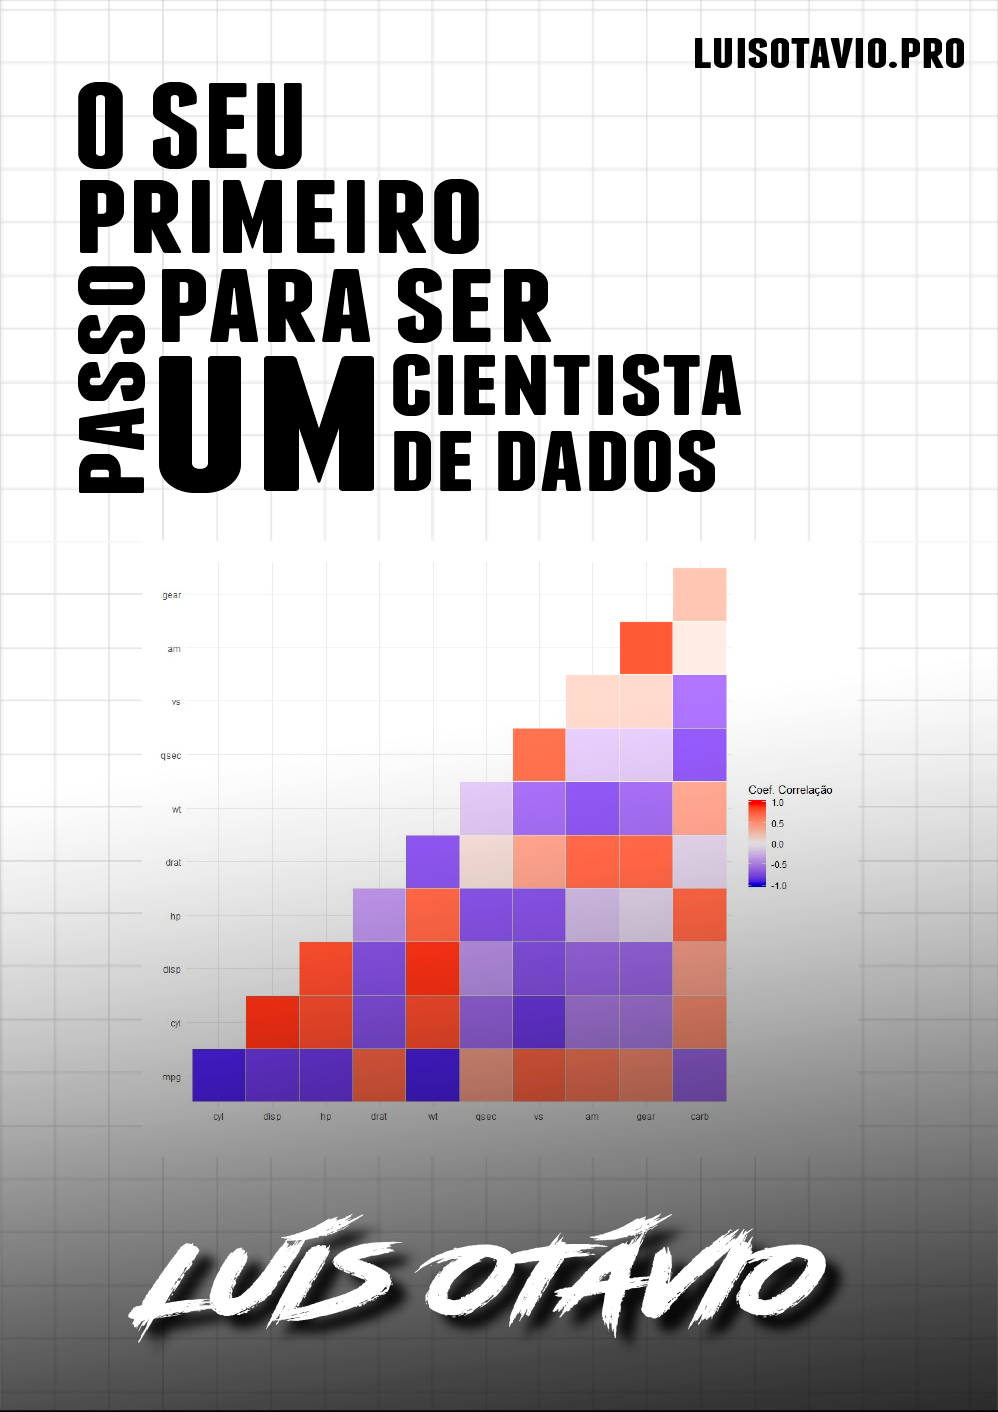 LUISOTAVIO.PRO
O SEU
PRIMEIRO
PASSO
PARA SER
UM
CIENTISTA
DE DADOS
gear
am
vs
qsec
wt
drat
hp
disp
cyl
mpg
cyl disp hp drat wt qsec vs am gear carb
Coef. Correlação
1.0
0.5
0.0
-0.5
-1.0
LUÍS OTÁVIO